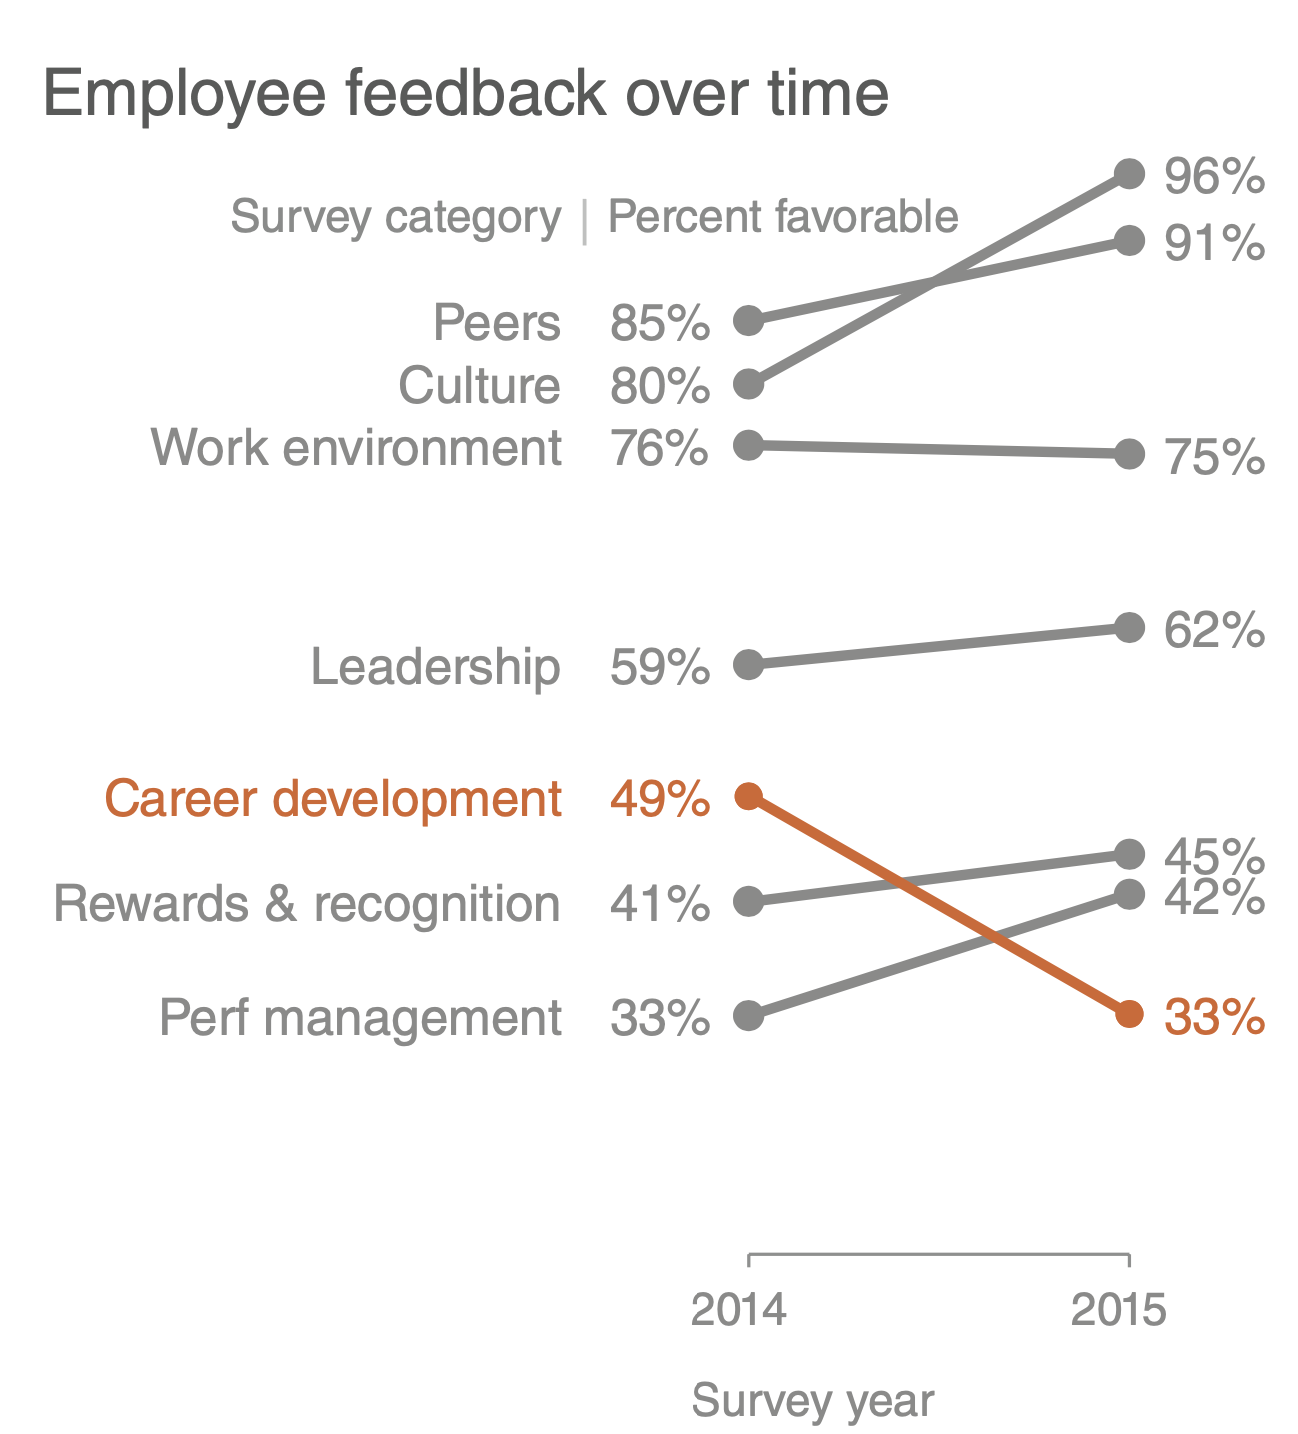 Employee feedback over time
Survey category | Percent favorable
96%
91%
Peers 85%
Culture 80%
Work environment 76% 75%
Leadership 59% 62%
Career development 49%
45%
Rewards & recognition 41% 42%
Perf management 33% 33%
2014 2015
Survey year